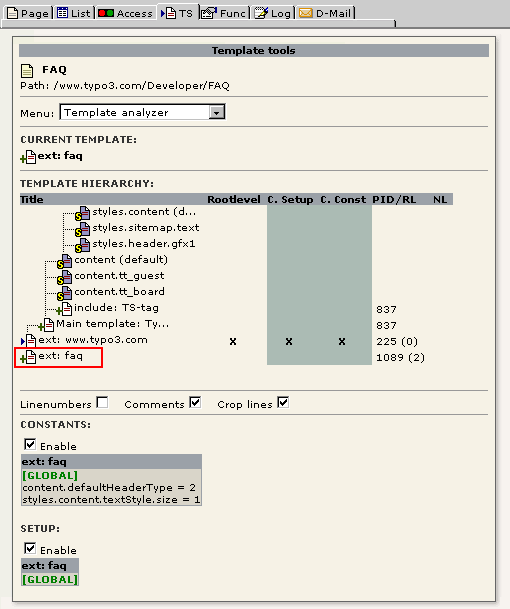 Page List Access TS Func Log D-Mail
Template tools
FAQ
Path: /www.typo3.com/Developer/FAQ
Menu: Template analyzer
CURRENT TEMPLATE:
ext: faq
TEMPLATE HIERARCHY:
Title Rootlevel C. Setup C. Const PID/RL NL
styles.content (d...
styles.sitemap.text
styles.header.gfx1
content (default)
content.tt_guest
content.tt_board
include: TS-tag 837
Main template: Ty... 837
ext: www.typo3.com x x x 225 (0)
ext: faq 1089 (2)
Linenumbers Comments Crop lines
CONSTANTS:
Enable
ext: faq
[GLOBAL]
content.defaultHeaderType = 2
styles.content.textStyle.size = 1
SETUP:
Enable
ext: faq
[GLOBAL]